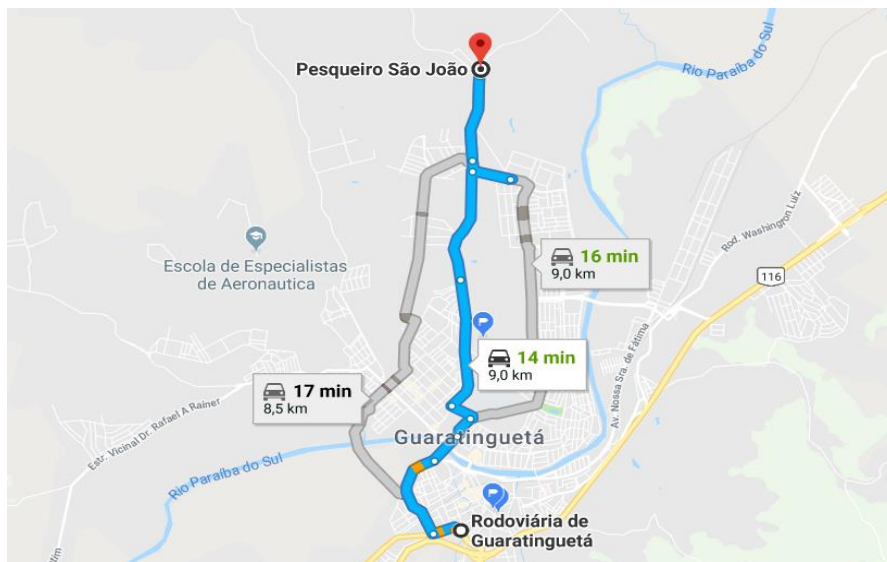 Pesqueiro São João
Rio Paraíba do Sul
Rod. Washington Luiz
Escola de Especialistas
de Aeronautica
16 min
9,0 km
116
14 min
9,0 km
17 min
8,5 km
Av. Nossa Sra. de Fátima
Estr. Vicinal Dr. Rafael A Rainer
Guaratinguetá
Rio Paraíba do Sul
Rodoviária de
Guaratinguetá